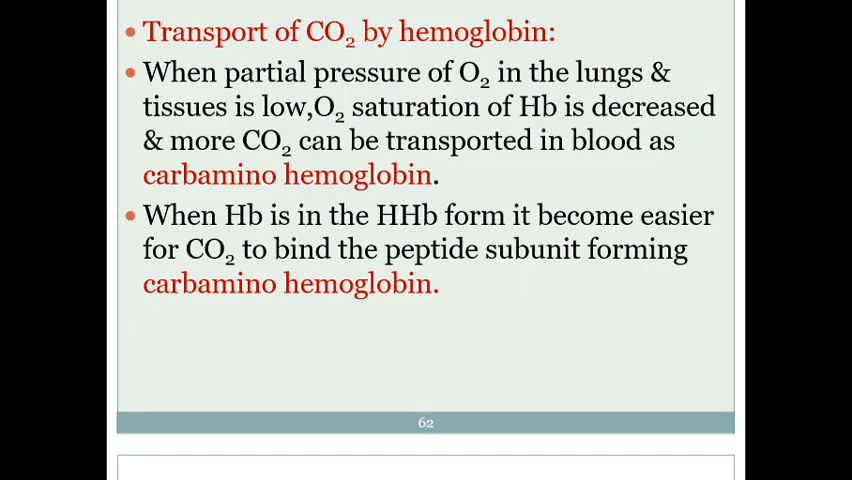 • Transport of CO₂ by hemoglobin:
• When partial pressure of O₂ in the lungs &
tissues is low,O₂ saturation of Hb is decreased
& more CO₂ can be transported in blood as
carbamino hemoglobin.
• When Hb is in the HHb form it become easier
for CO₂ to bind the peptide subunit forming
carbamino hemoglobin.
62